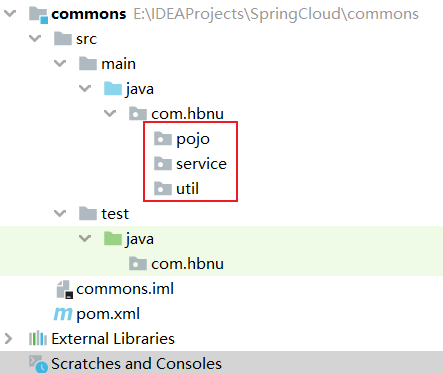 commons E:\IDEAProjects\SpringCloud\commons
src
main
java
com.hbnu
pojo
service
util
test
java
com.hbnu
commons.iml
m pom.xml
External Libraries
Scratches and Consoles